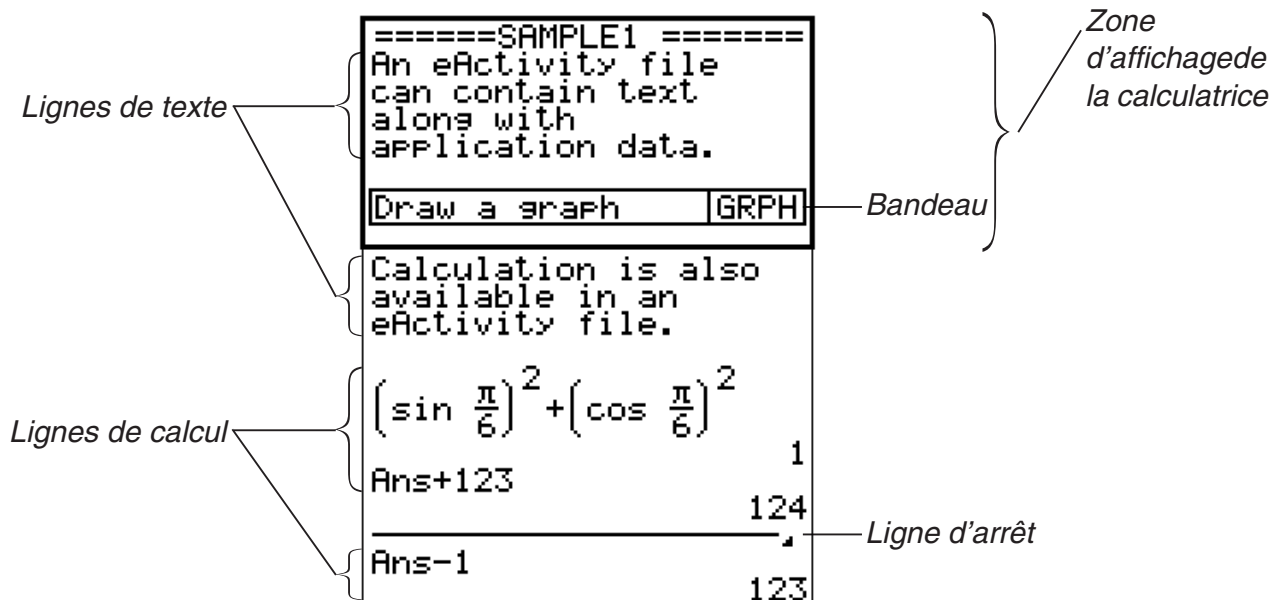 ======SAMPLE1 =======
An eActivity file
can contain text
along with
application data.
Draw a graph GRPH
Calculation is also
available in an
eActivity file.
(sin π/6)²+(cos π/6)²
1
Ans+123
124
Ans-1
123
Lignes de texte
Lignes de calcul
Zone
d'affichagede
la calculatrice
Bandeau
Ligne d'arrêt